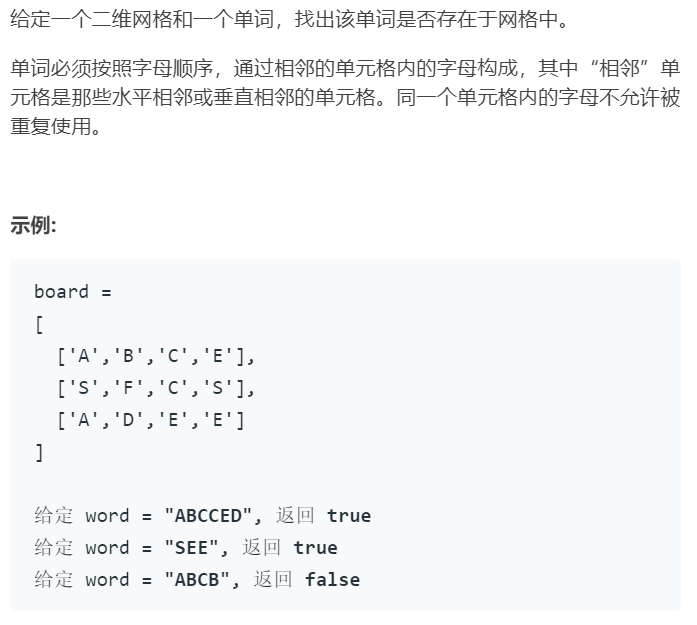 给定一个二维网格和一个单词，找出该单词是否存在于网格中。
单词必须按照字母顺序，通过相邻的单元格内的字母构成，其中“相邻”单
元格是那些水平相邻或垂直相邻的单元格。同一个单元格内的字母不允许被
重复使用。
示例:
board =
[
  ['A','B','C','E'],
  ['S','F','C','S'],
  ['A','D','E','E']
]
给定 word = "ABCCED", 返回 true
给定 word = "SEE", 返回 true
给定 word = "ABCB", 返回 false